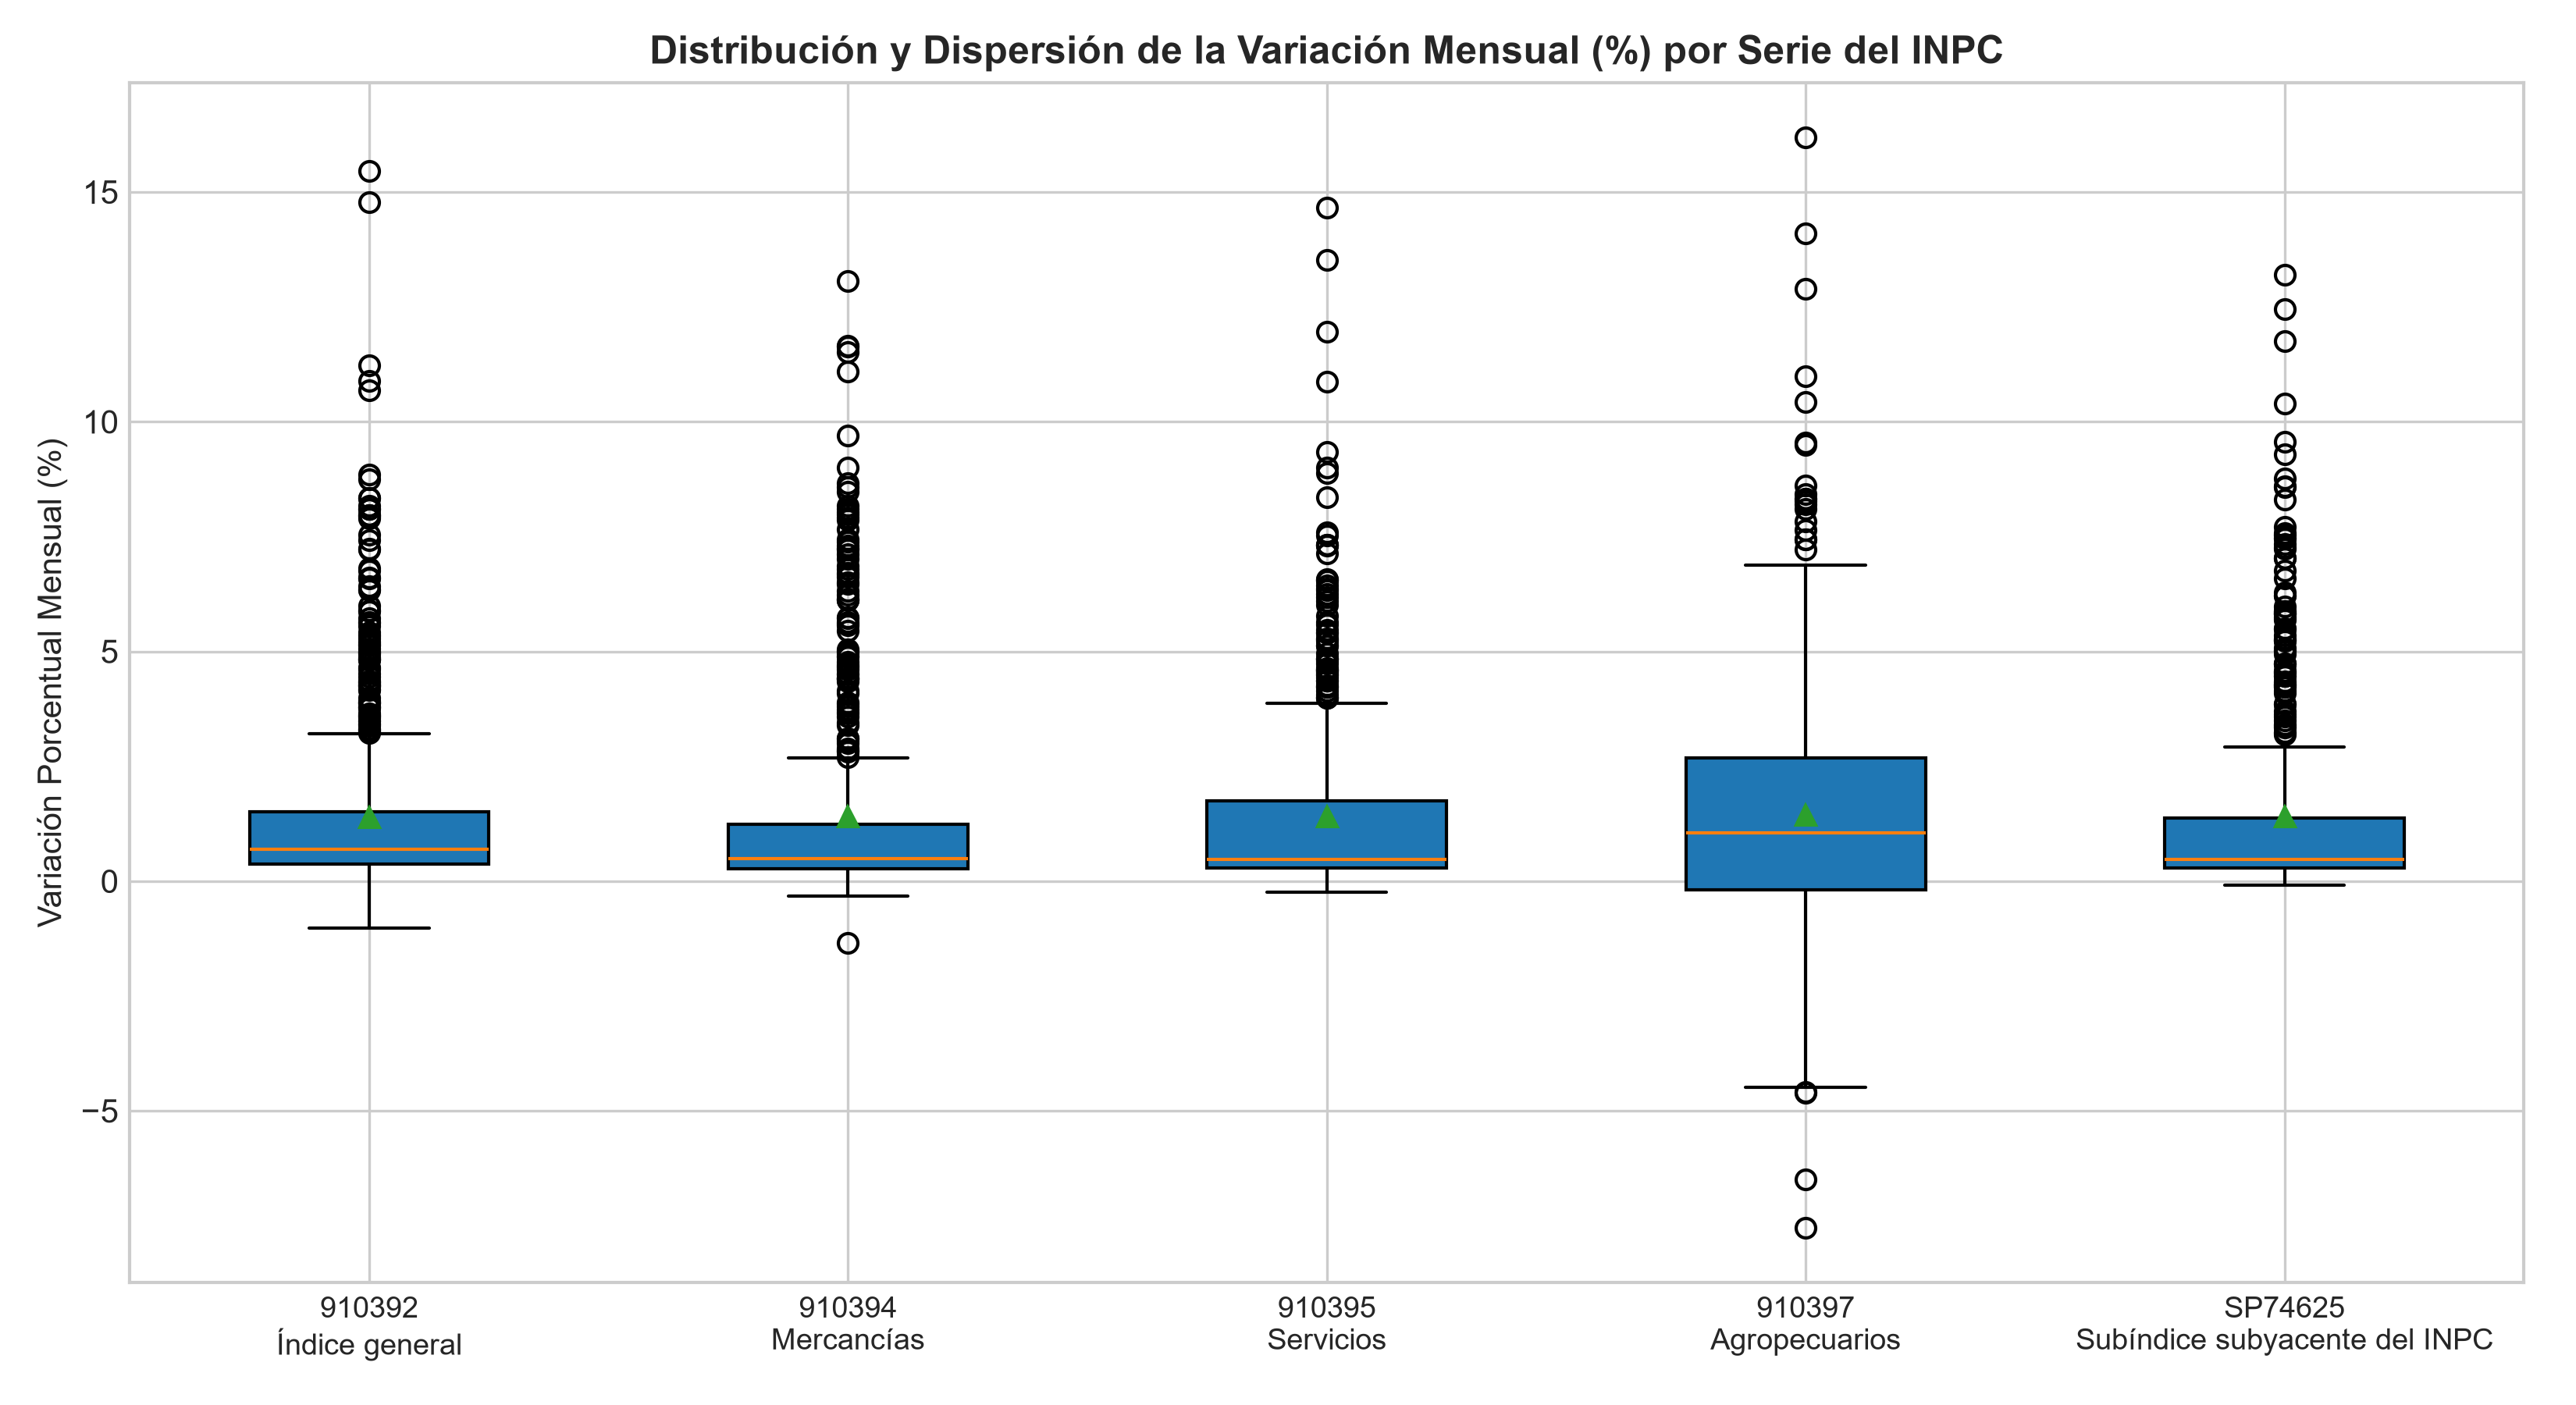 Distribución y Dispersión de la Variación Mensual (%) por Serie del INPC
Variación Porcentual Mensual (%)
15
10
5
0
−5
910392
Índice general
910394
Mercancías
910395
Servicios
910397
Agropecuarios
SP74625
Subíndice subyacente del INPC